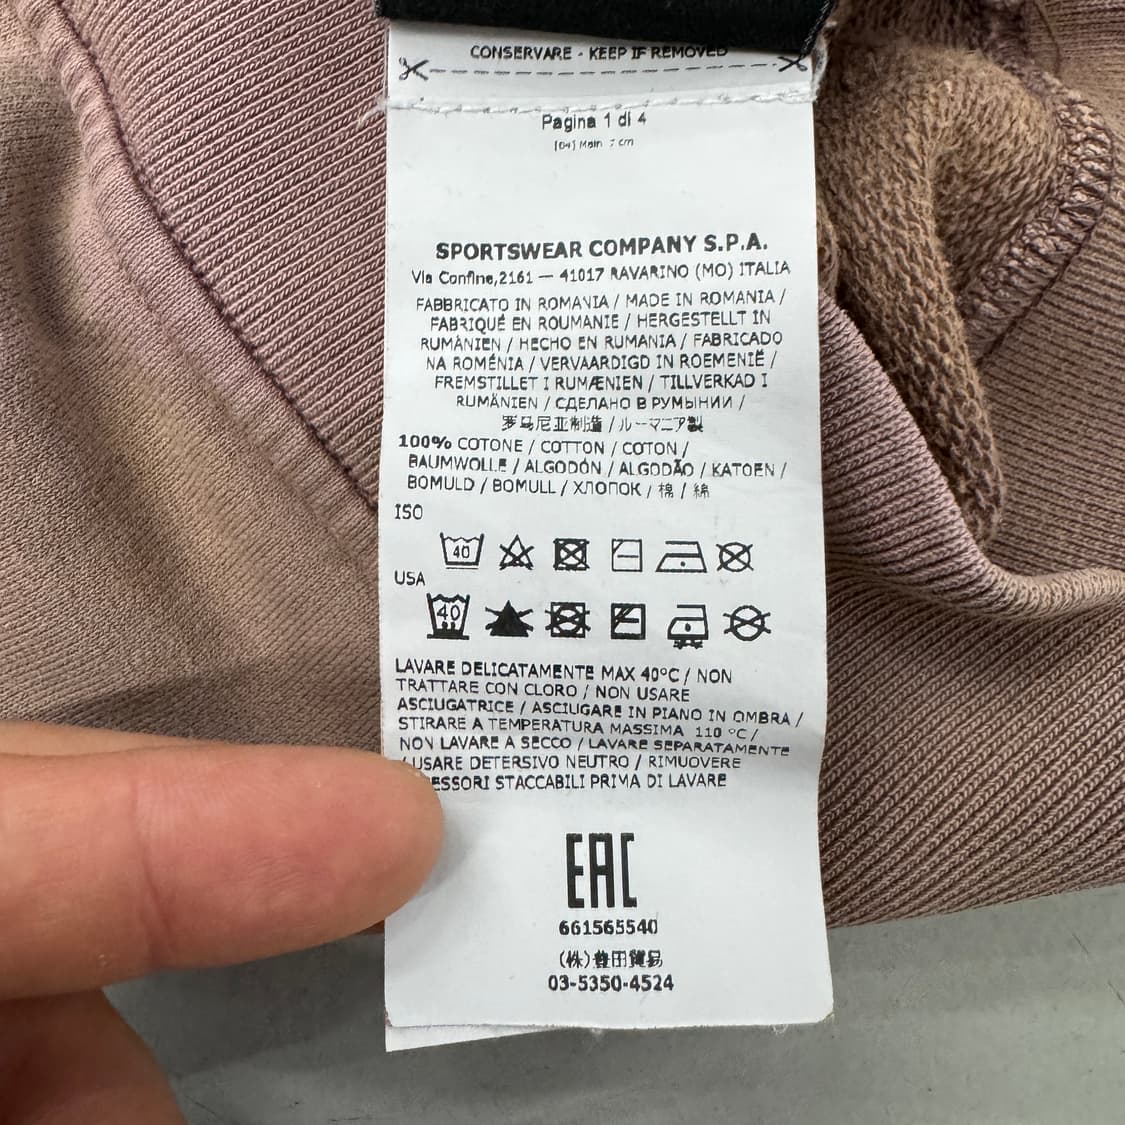 CONSERVARE - KEEP IF REMOVED
Pagina 1 di 4
[04] Main 7 cm
SPORTSWEAR COMPANY S.P.A.
Via Confine,2161 — 41017 RAVARINO (MO) ITALIA
FABBRICATO IN ROMANIA / MADE IN ROMANIA /
FABRIQUÉ EN ROUMANIE / HERGESTELLT IN
RUMÄNIEN / HECHO EN RUMANIA / FABRICADO
NA ROMÉNIA / VERVAARDIGD IN ROEMENIË /
FREMSTILLET I RUMÆNIEN / TILLVERKAD I
RUMÄNIEN / СДЕЛАНО В РУМЫНИИ /
罗马尼亚制造 / ルーマニア製
100% COTONE / COTTON / COTON /
BAUMWOLLE / ALGODÓN / ALGODÃO / KATOEN /
BOMULD / BOMULL / ХЛОПОК / 棉 / 綿
ISO
40
USA
40
LAVARE DELICATAMENTE MAX 40°C / NON
TRATTARE CON CLORO / NON USARE
ASCIUGATRICE / ASCIUGARE IN PIANO IN OMBRA /
STIRARE A TEMPERATURA MASSIMA 110 °C /
NON LAVARE A SECCO / LAVARE SEPARATAMENTE
/ USARE DETERSIVO NEUTRO / RIMUOVERE
ESSORI STACCABILI PRIMA DI LAVARE
EAC
661565540
(株)豊田貿易
03-5350-4524